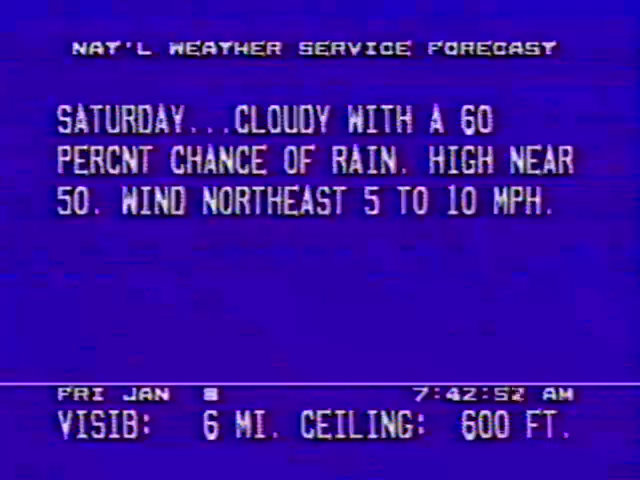 NAT'L WEATHER SERVICE FORECAST
SATURDAY...CLOUDY WITH A 60
PERCNT CHANCE OF RAIN. HIGH NEAR
50. WIND NORTHEAST 5 TO 10 MPH.
FRI JAN 8 7:42:52 AM
VISIB: 6 MI. CEILING: 600 FT.